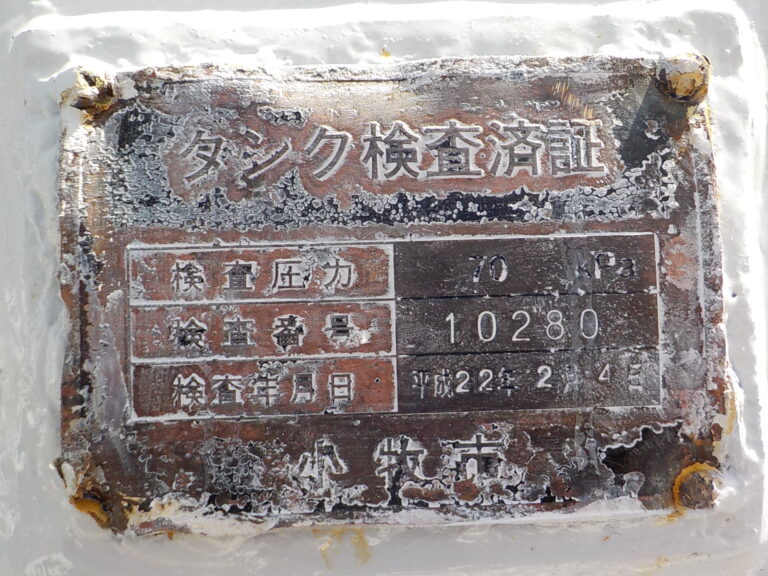 タンク検査済証
検査圧力 70 kPa
検査番号 10280
検査年月日 平成22年 2月 4日
小牧市